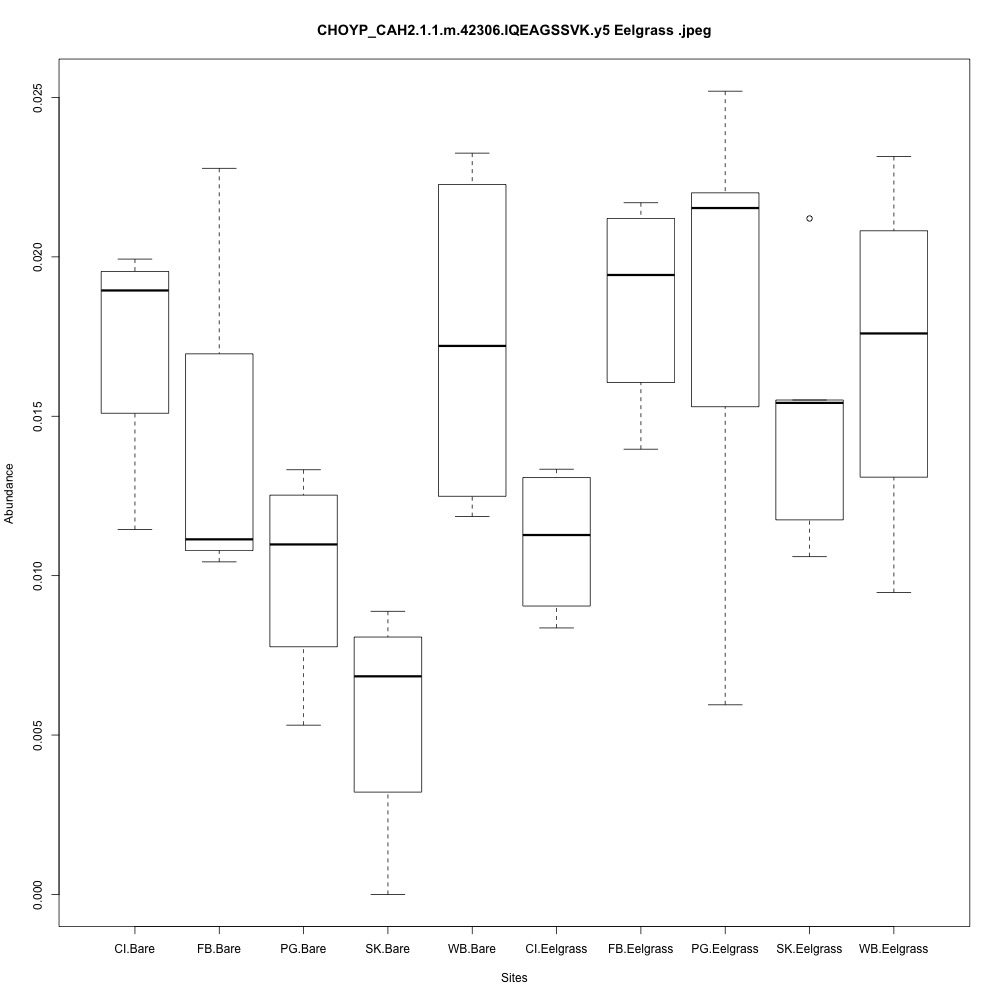 CHOYP_CAH2.1.1.m.42306.IQEAGSSVK.y5 Eelgrass .jpeg
Abundance
0.025
0.020
0.015
0.010
0.005
0.000
CI.Bare FB.Bare PG.Bare SK.Bare WB.Bare CI.Eelgrass FB.Eelgrass PG.Eelgrass SK.Eelgrass WB.Eelgrass
Sites